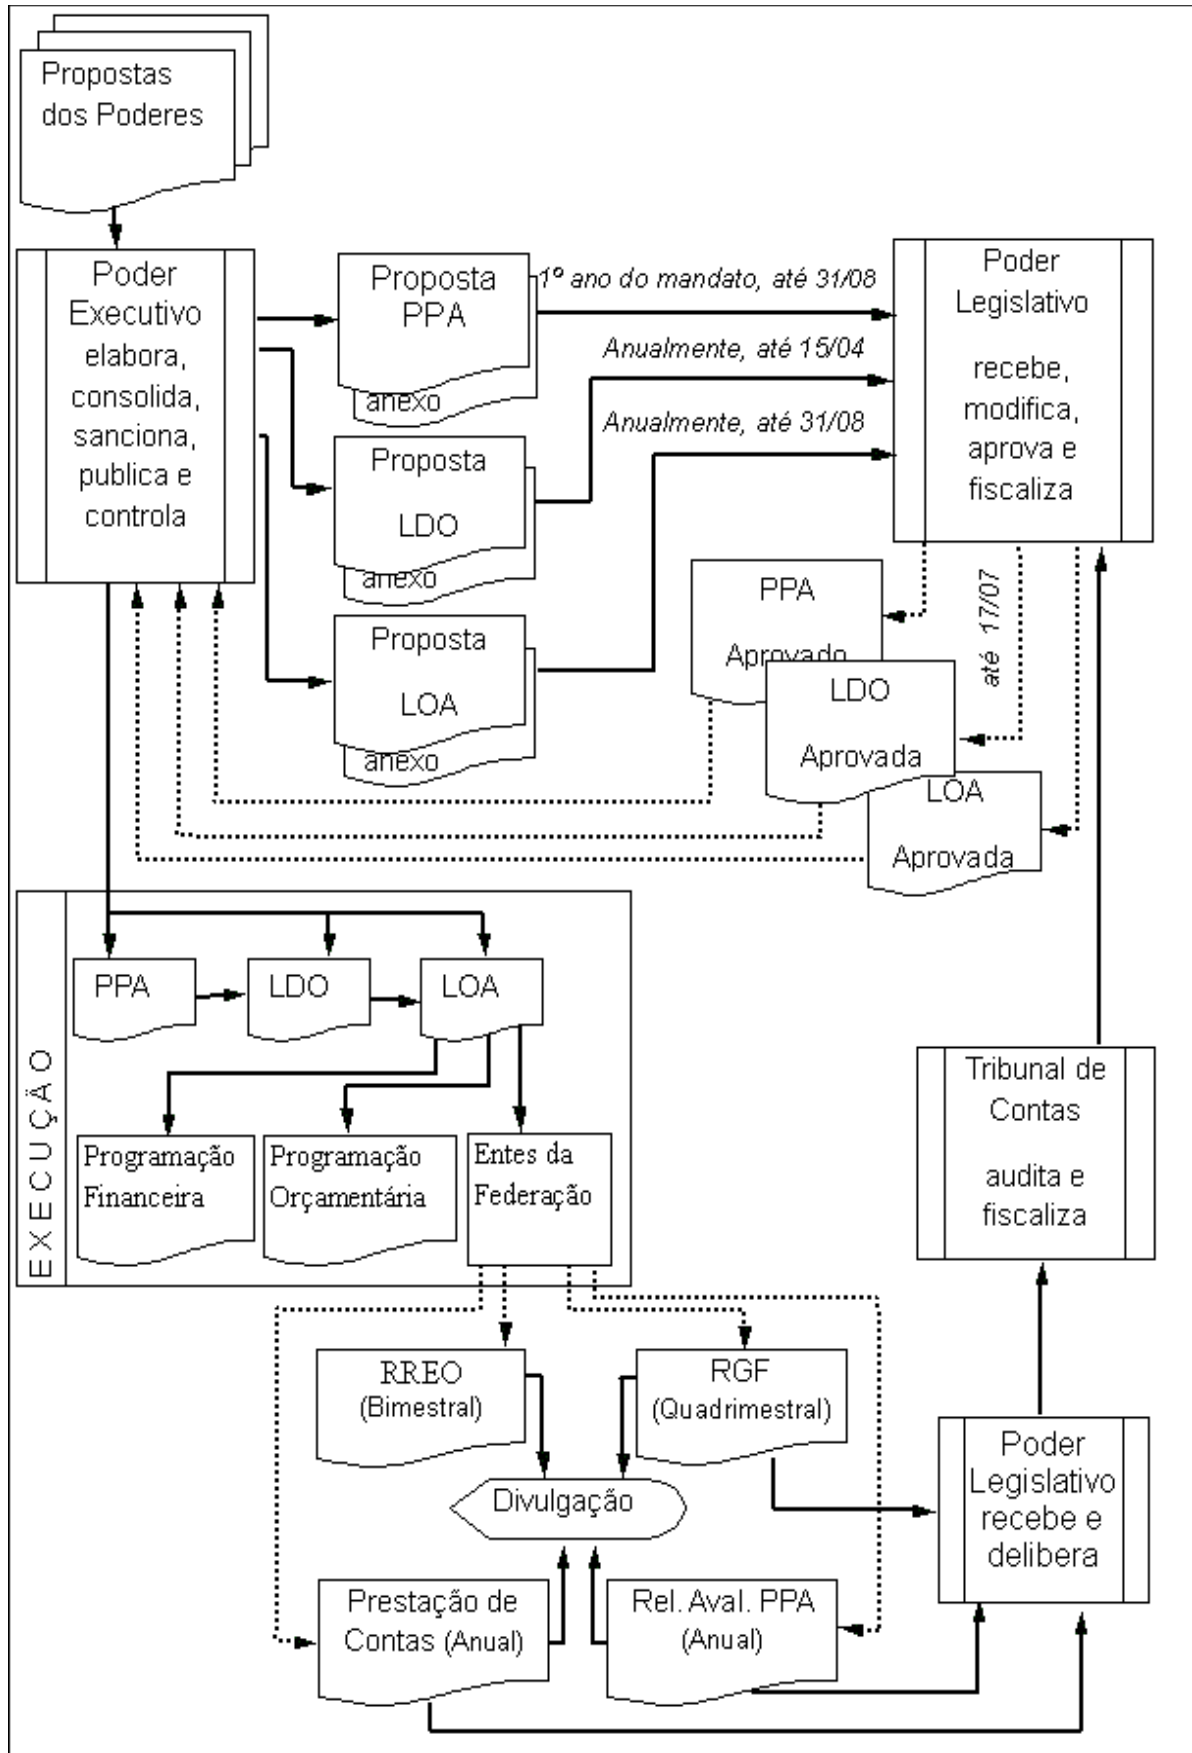 Propostas
dos Poderes
Poder
Executivo
elabora,
consolida,
sanciona,
publica e
controla
Proposta
PPA
anexo
1º ano do mandato, até 31/08
Anualmente, até 15/04
Anualmente, até 31/08
Poder
Legislativo
recebe,
modifica,
aprova e
fiscaliza
Proposta
LDO
anexo
Proposta
LOA
anexo
PPA
Aprovado
até 17/07
LDO
Aprovada
LOA
Aprovada
EXECUÇÃO
PPA
LDO
LOA
Programação
Financeira
Programação
Orçamentária
Entes da
Federação
Tribunal de
Contas
audita e
fiscaliza
RREO
(Bimestral)
RGF
(Quadrimestral)
Divulgação
Poder
Legislativo
recebe e
delibera
Prestação de
Contas (Anual)
Rel. Aval. PPA
(Anual)